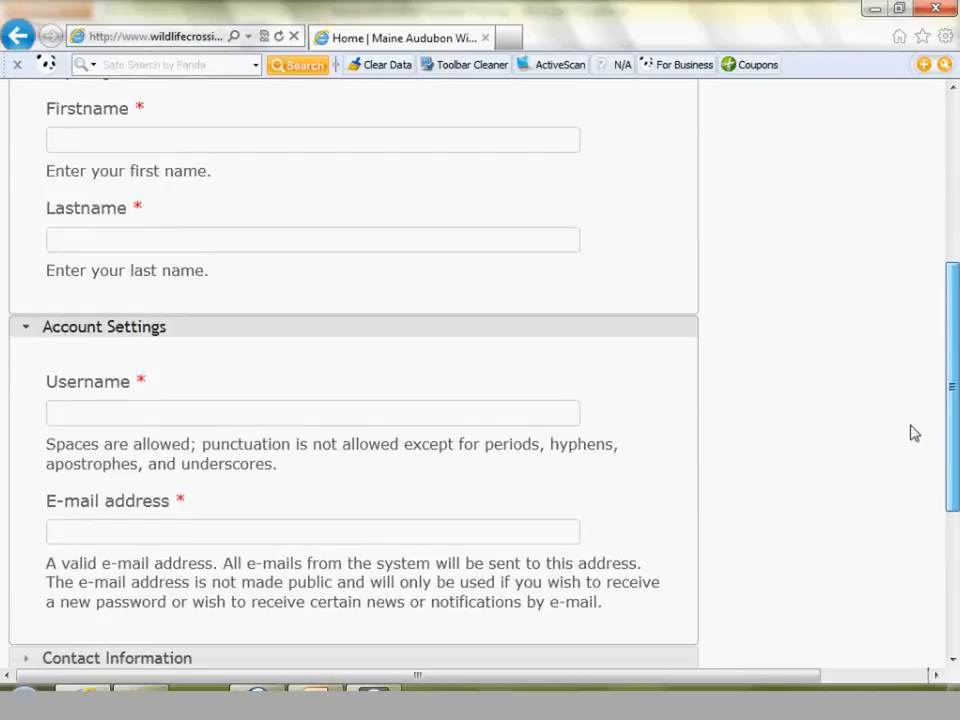 http://www.wildlifecrossi...
Home | Maine Audubon Wi...
Safe Search by Panda
Search
Clear Data
Toolbar Cleaner
ActiveScan
N/A
For Business
Coupons
Firstname *
Enter your first name.
Lastname *
Enter your last name.
Account Settings
Username *
Spaces are allowed; punctuation is not allowed except for periods, hyphens,
apostrophes, and underscores.
E-mail address *
A valid e-mail address. All e-mails from the system will be sent to this address.
The e-mail address is not made public and will only be used if you wish to receive
a new password or wish to receive certain news or notifications by e-mail.
Contact Information